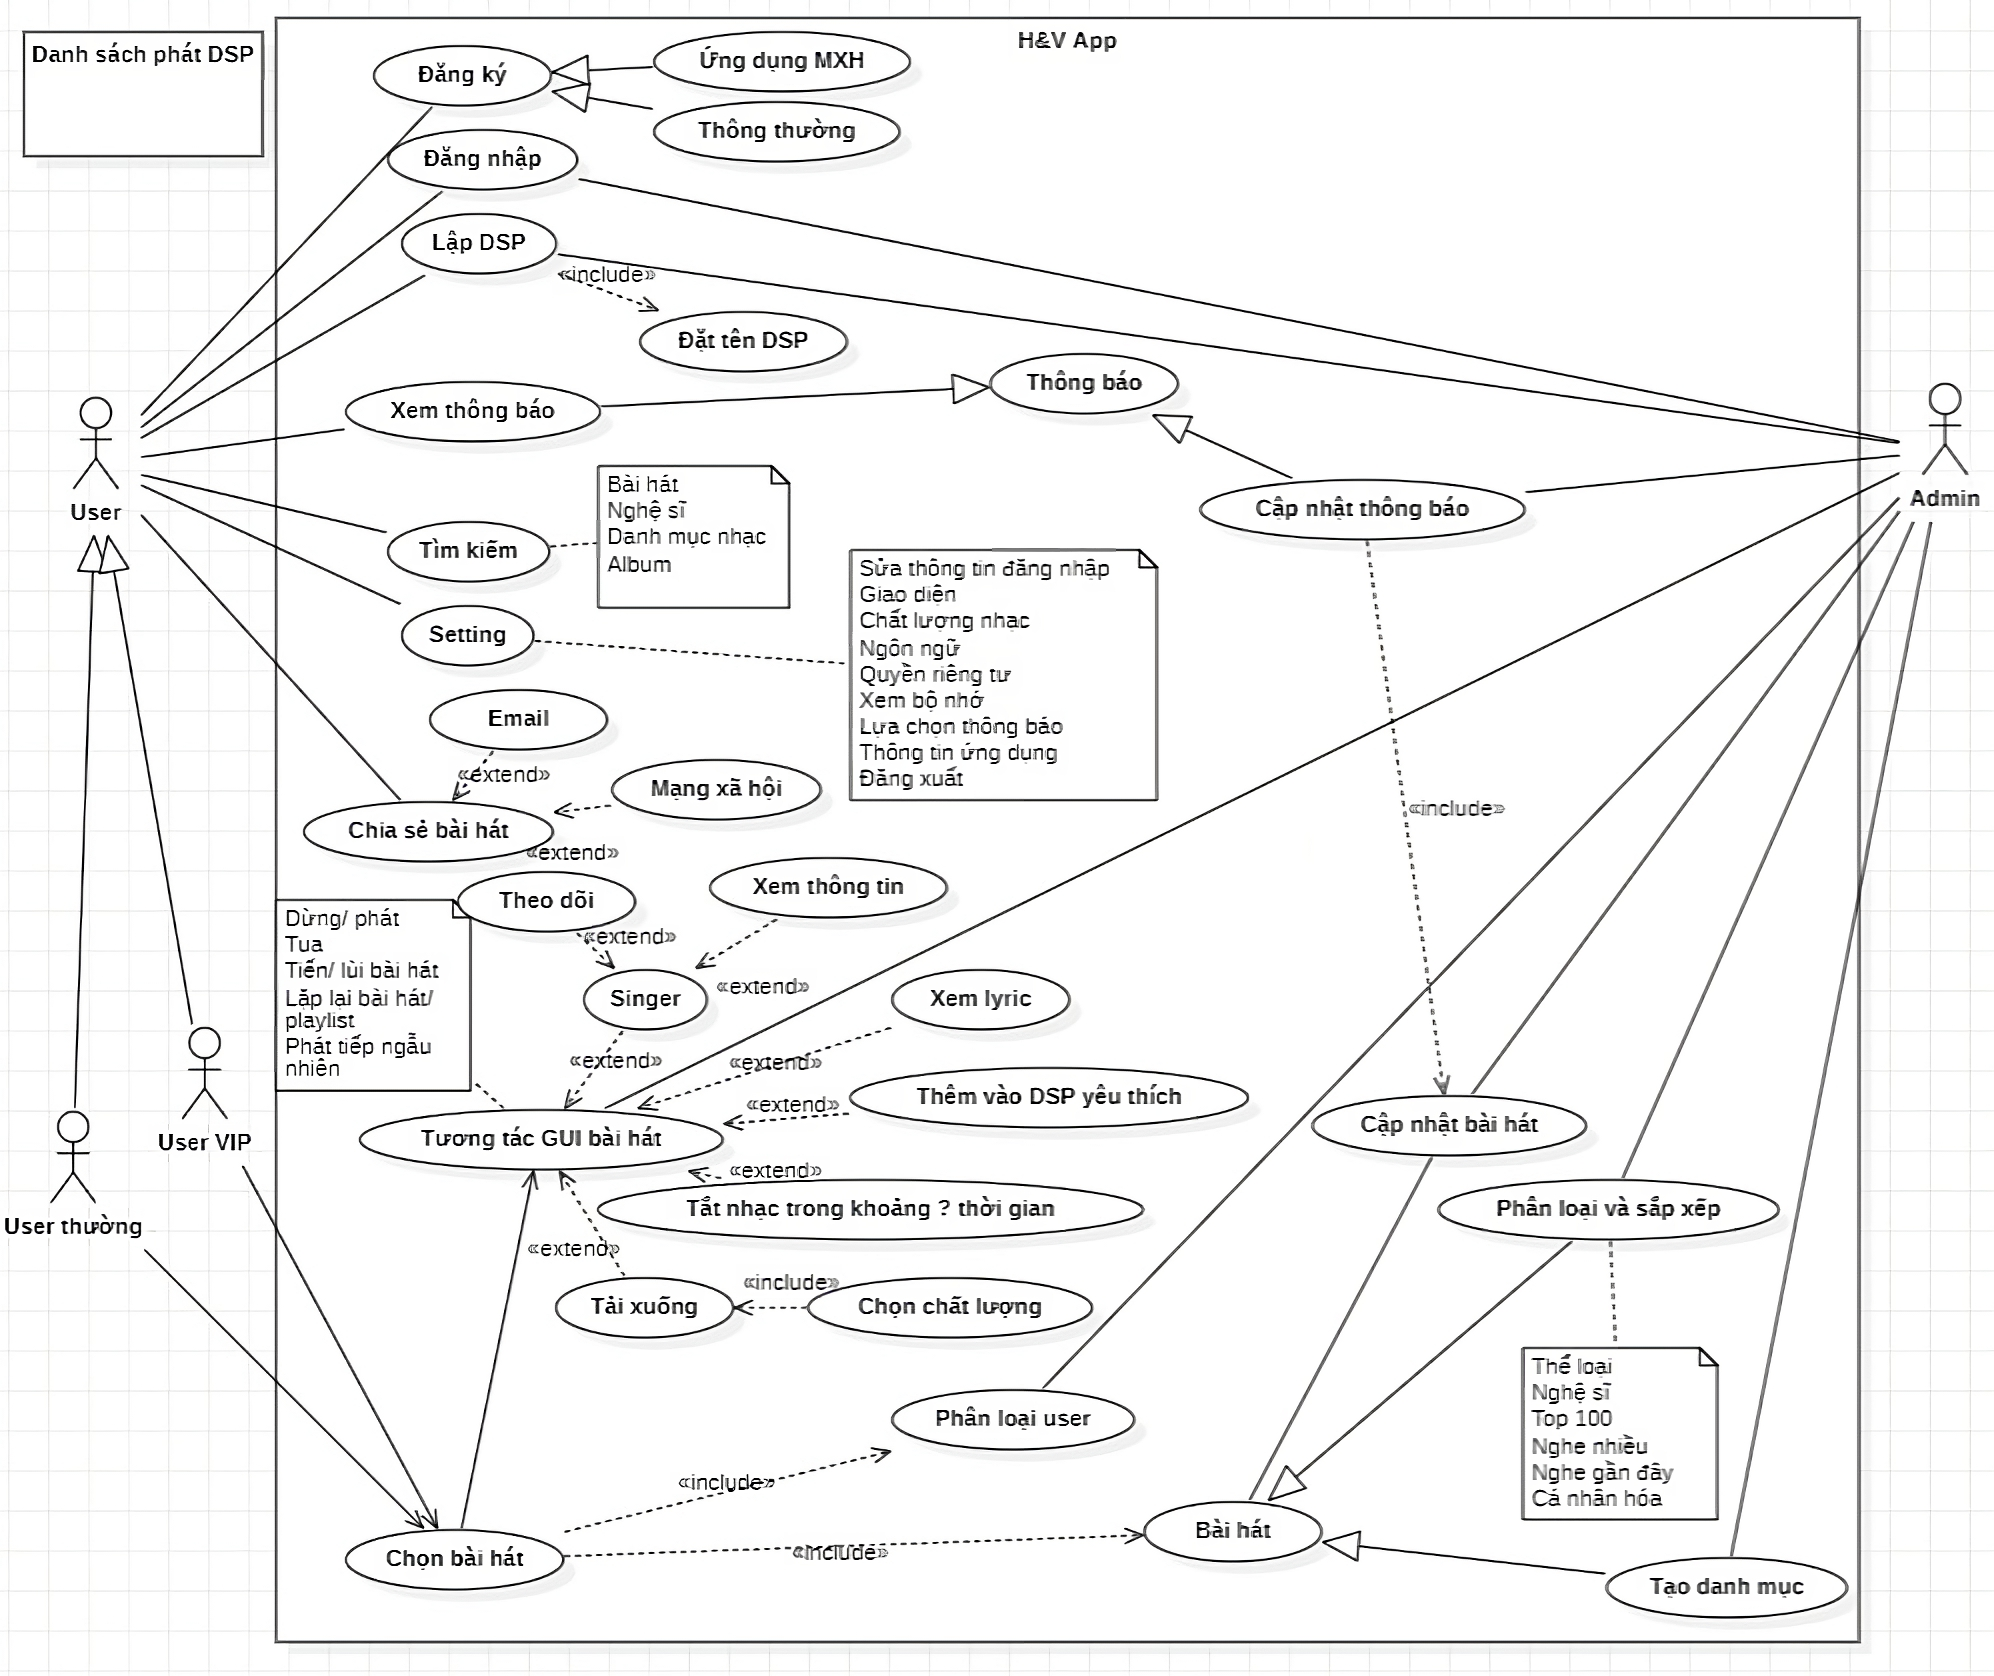 Danh sách phát DSP
H&V App
Đăng ký
Ứng dụng MXH
Thông thường
Đăng nhập
Lập DSP
«include»
Đặt tên DSP
Thông báo
Xem thông báo
User
Admin
Bài hát
Nghệ sĩ
Danh mục nhạc
Album
Cập nhật thông báo
Tìm kiếm
Sửa thông tin đăng nhập
Giao diện
Chất lượng nhạc
Ngôn ngữ
Quyền riêng tư
Xem bộ nhớ
Lựa chọn thông báo
Thông tin ứng dụng
Đăng xuất
Setting
Email
«extend»
Mạng xã hội
«include»
Chia sẻ bài hát
«extend»
Theo dõi
Xem thông tin
Dừng/ phát
Tua
Tiến/ lùi bài hát
Lặp lại bài hát/
playlist
Phát tiếp ngẫu
nhiên
«extend»
«extend»
Singer
Xem lyric
«extend»
«extend»
Thêm vào DSP yêu thích
«extend»
Tương tác GUI bài hát
Cập nhật bài hát
User VIP
«extend»
Tắt nhạc trong khoảng ? thời gian
Phân loại và sắp xếp
User thường
«extend»
«include»
Tải xuống
Chọn chất lượng
Thể loại
Nghệ sĩ
Top 100
Nghe nhiều
Nghe gần đây
Cá nhân hóa
Phân loại user
«include»
Bài hát
«include»
Chọn bài hát
Tạo danh mục